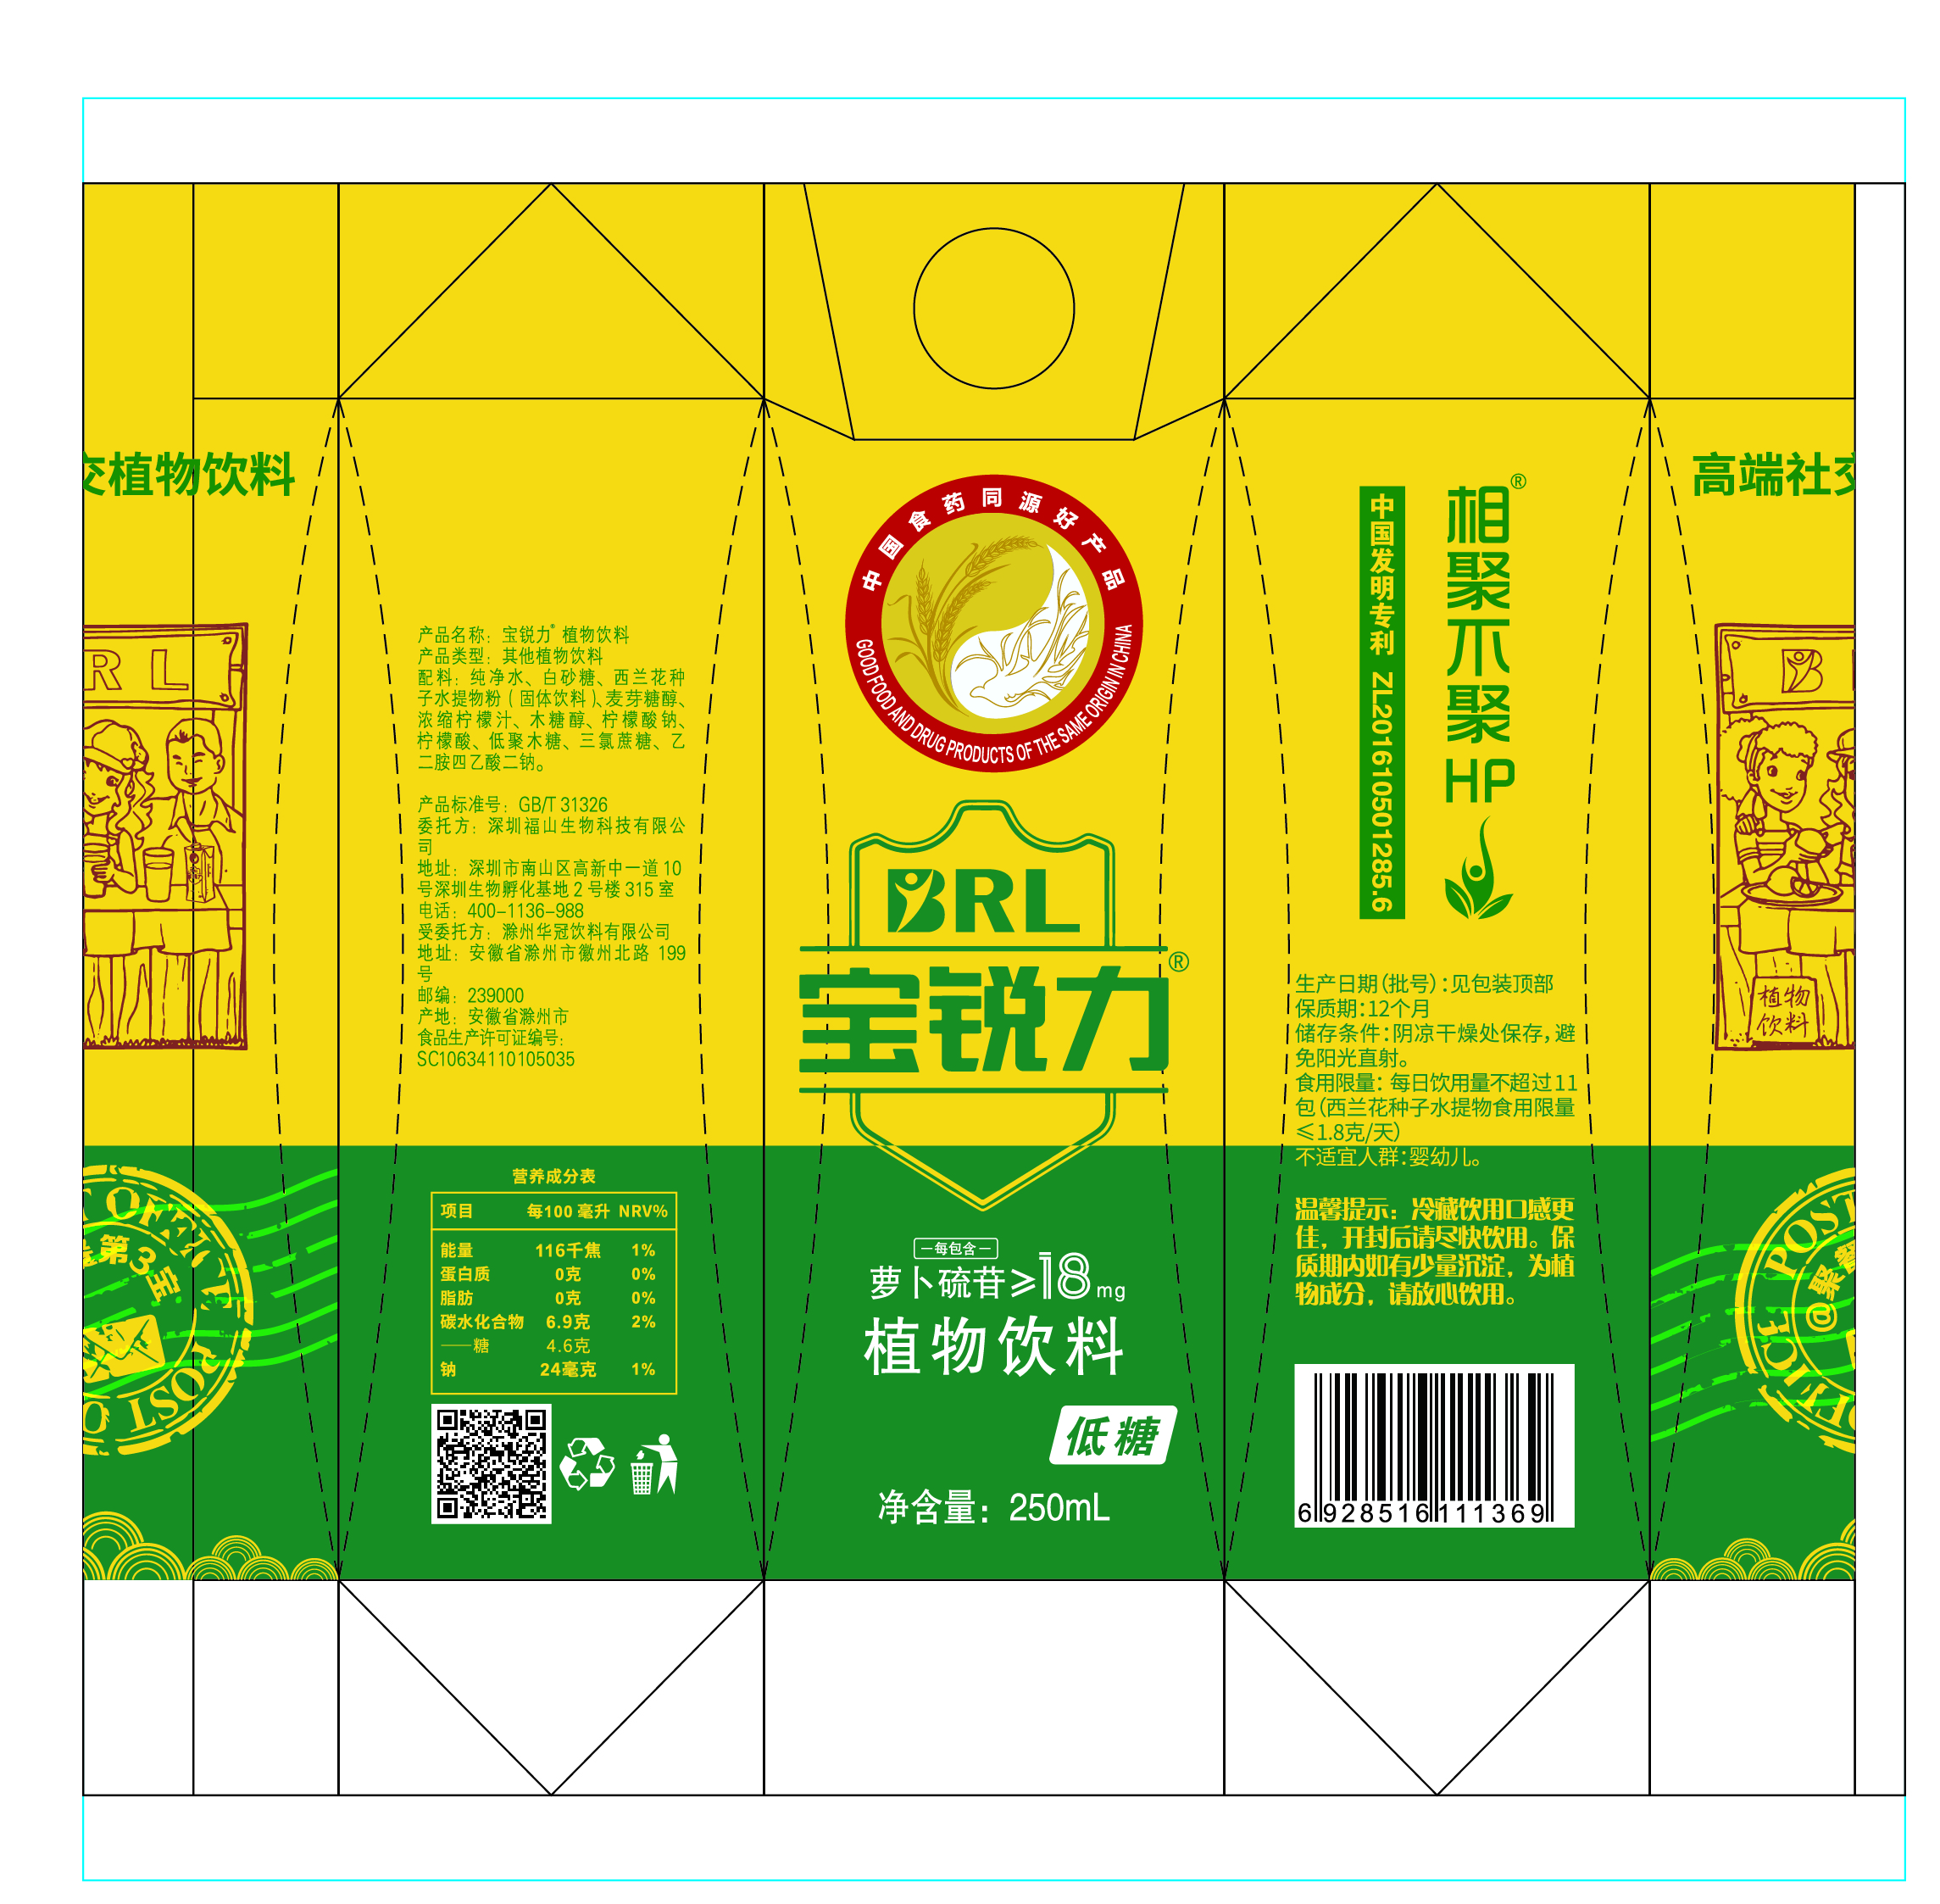 交植物饮料
R L
T OFFICE
第3宝
POST O
产品名称：宝锐力® 植物饮料
产品类型：其他植物饮料
配料：纯净水、白砂糖、西兰花种
子水提物粉（固体饮料）、麦芽糖醇、
浓缩柠檬汁、木糖醇、柠檬酸钠、
柠檬酸、低聚木糖、三氯蔗糖、乙
二胺四乙酸二钠。
产品标准号：GB/T 31326
委托方：深圳福山生物科技有限公
司
地址：深圳市南山区高新中一道 10
号深圳生物孵化基地 2 号楼 315 室
电话：400-1136-988
受委托方：滁州华冠饮料有限公司
地址：安徽省滁州市徽州北路 199
号
邮编：239000
产地：安徽省滁州市
食品生产许可证编号：
SC10634110105035
营养成分表
项目 每100 毫升 NRV%
能量 116千焦 1%
蛋白质 0克 0%
脂肪 0克 0%
碳水化合物 6.9克 2%
——糖 4.6克
钠 24毫克 1%
中国食药同源好产品
GOOD FOOD AND DRUG PRODUCTS OF THE SAME ORIGIN IN CHINA
BRL
宝锐力®
—每包含—
萝卜硫苷≥18mg
植物饮料
低糖
净含量：250mL
中国发明专利 ZL201610501285.6
相聚不聚HP®
生产日期（批号）：见包装顶部
保质期：12个月
储存条件：阴凉干燥处保存，避
免阳光直射。
食用限量：每日饮用量不超过11
包（西兰花种子水提物食用限量
≤1.8克/天）
不适宜人群：婴幼儿。
温馨提示：冷藏饮用口感更
佳，开封后请尽快饮用。保
质期内如有少量沉淀，为植
物成分，请放心饮用。
6 928516 111369
高端社交
B
植物
饮料
POST
@聚餐
OFFICE